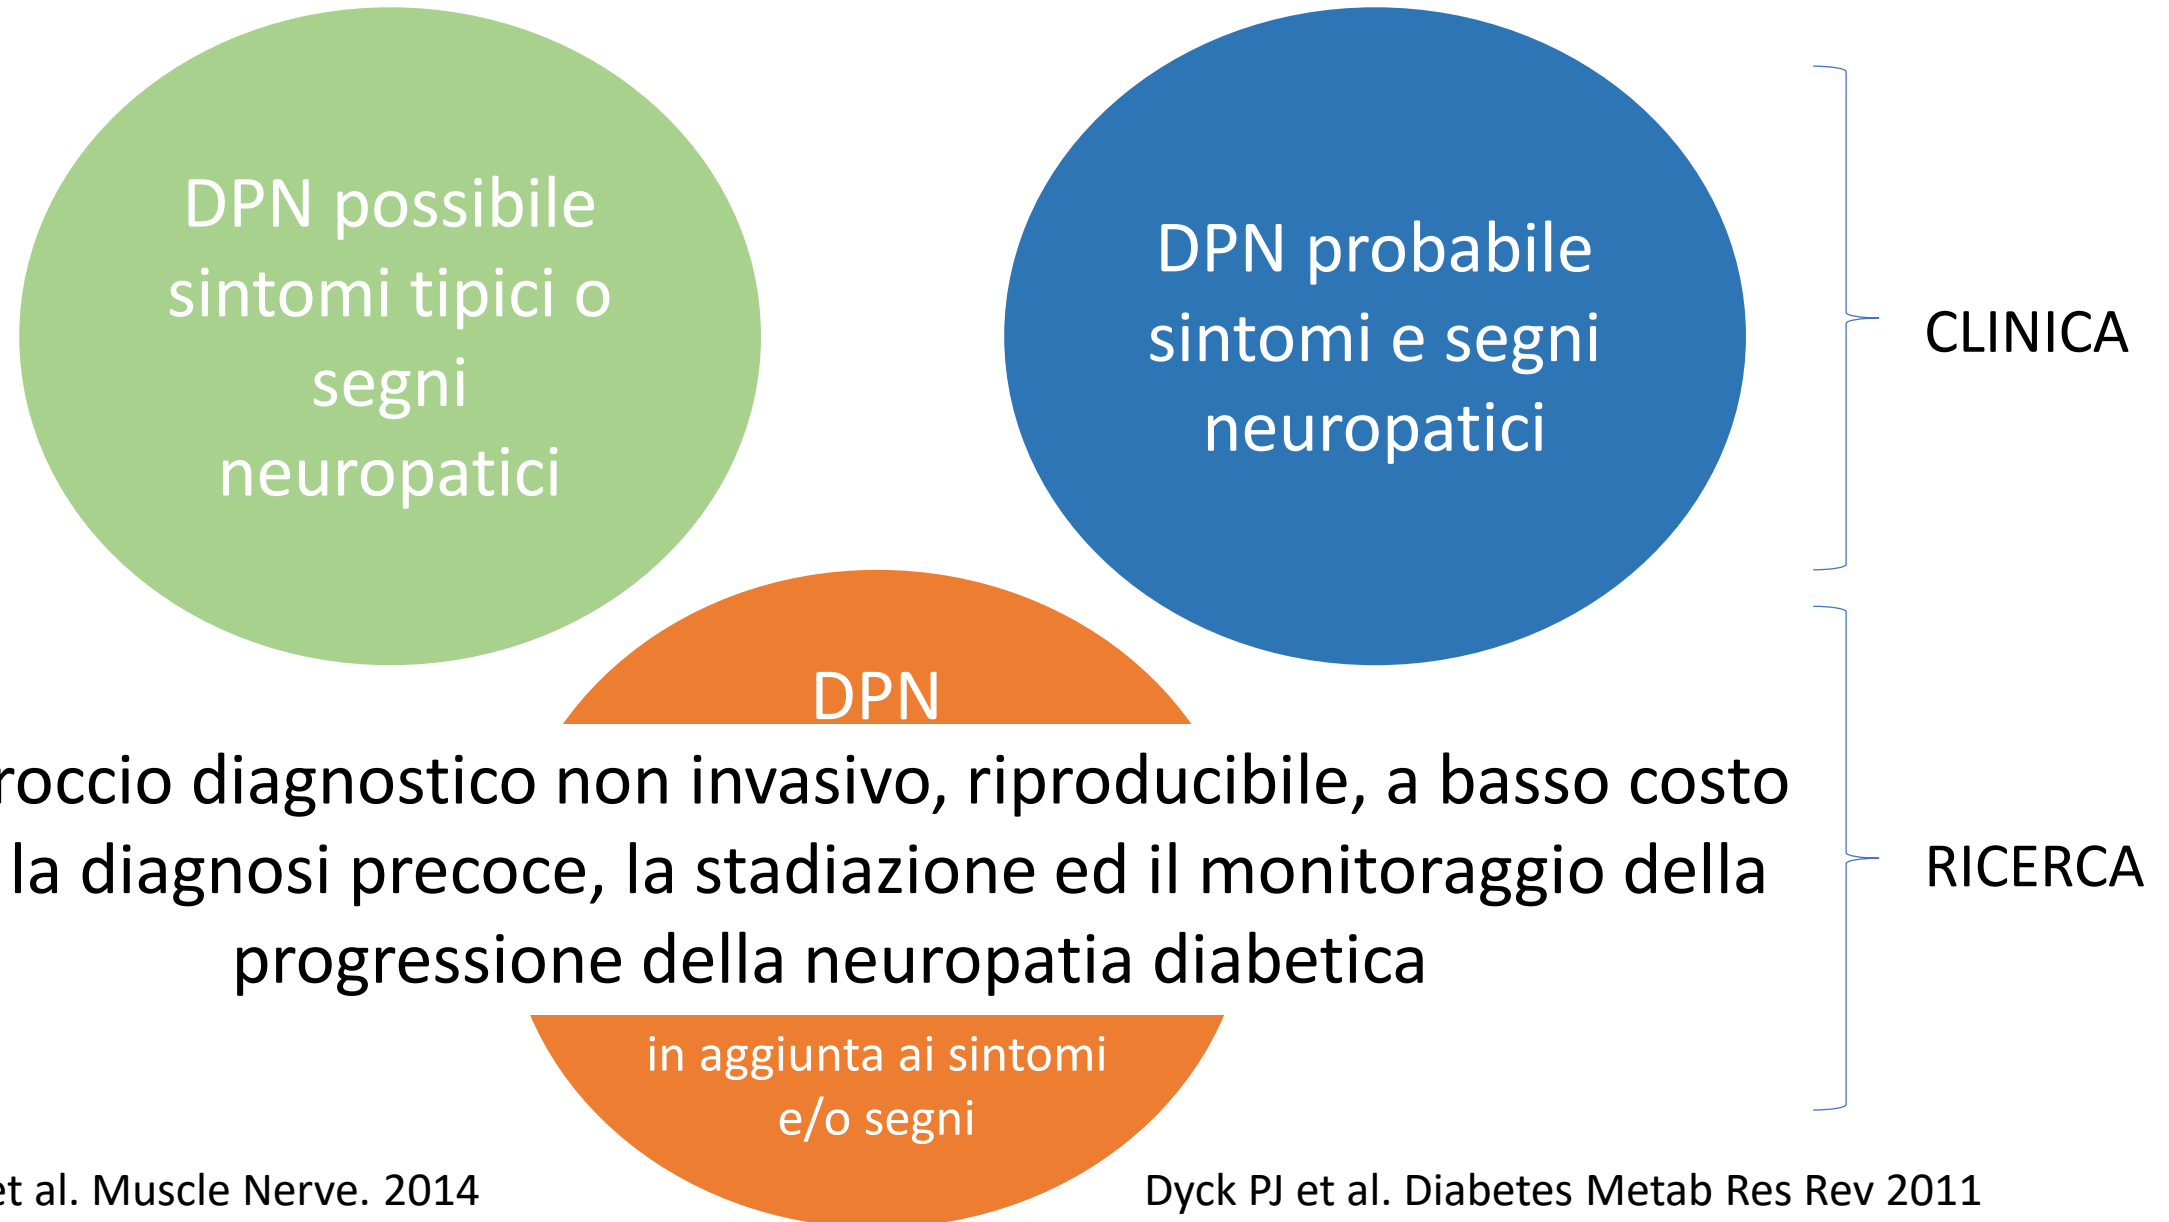 DPN possibile
sintomi tipici o
segni
neuropatici
DPN probabile
sintomi e segni
neuropatici
CLINICA
DPN
roccio diagnostico non invasivo, riproducibile, a basso costo
la diagnosi precoce, la stadiazione ed il monitoraggio della
progressione della neuropatia diabetica
RICERCA
in aggiunta ai sintomi
e/o segni
et al. Muscle Nerve. 2014
Dyck PJ et al. Diabetes Metab Res Rev 2011